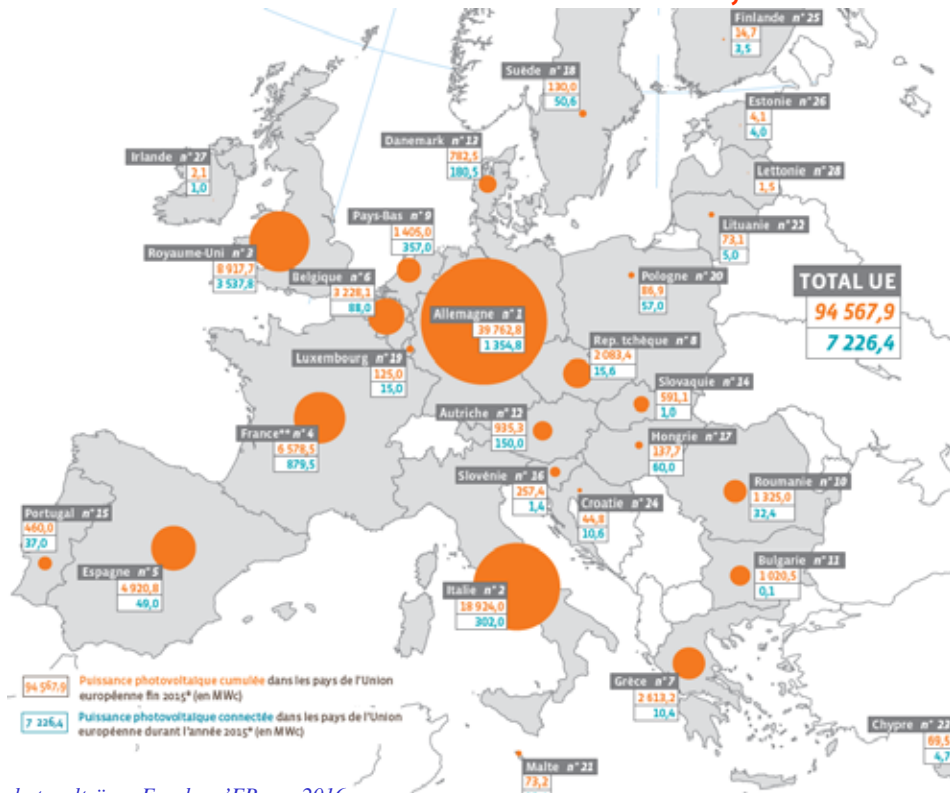 Finlande n°25
14,7
3,5
Suède n°18
130,0
50,6
Estonie n°26
4,1
4,0
Danemark n°13
782,5
180,5
Irlande n°27
2,1
1,0
Lettonie n°28
1,5
Pays-Bas n°9
1 405,0
357,0
Lituanie n°22
73,1
5,0
Royaume-Uni n°3
8 917,7
3 537,8
Belgique n°6
3 228,1
88,0
Pologne n°20
86,9
57,0
TOTAL UE
94 567,9
7 226,4
Allemagne n°1
39 762,8
1 354,8
Rep. tchèque n°8
2 083,4
15,6
Luxembourg n°19
125,0
15,0
Slovaquie n°14
591,1
1,0
Autriche n°12
935,3
150,0
France** n°4
6 578,5
879,5
Hongrie n°17
137,7
60,0
Slovénie n°16
257,4
1,4
Roumanie n°10
1 325,0
32,4
Croatie n°24
44,8
10,6
Portugal n°15
460,0
37,0
Bulgarie n°11
1 020,5
0,1
Espagne n°5
4 920,8
49,0
Italie n°2
18 924,0
302,0
Grèce n°7
2 613,2
10,4
94 567,9 Puissance photovoltaïque cumulée dans les pays de l'Union
européenne fin 2015* (en MWc)
7 226,4 Puissance photovoltaïque connectée dans les pays de l'Union
européenne durant l'année 2015* (en MWc)
Chypre
69,5
4,7
Malte n°21
73,2
2016